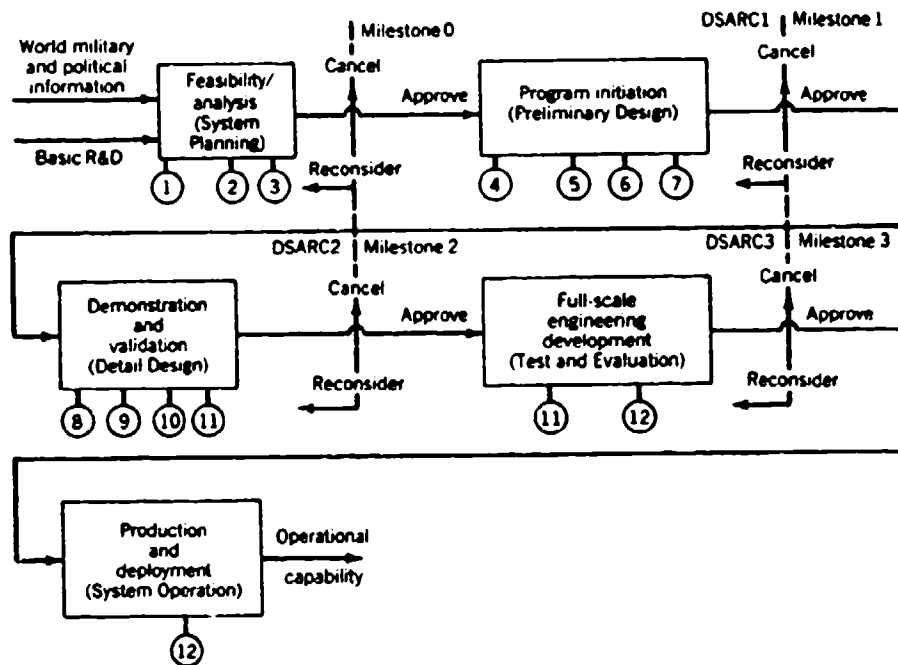 World military
and political
information
Basic R&D
Feasibility/
analysis
(System
Planning)
1
2
3
Milestone 0
Cancel
Approve
Reconsider
Program initiation
(Preliminary Design)
4
5
6
7
DSARC1
Milestone 1
Cancel
Approve
Reconsider
Demonstration
and
validation
(Detail Design)
8
9
10
11
DSARC2
Milestone 2
Cancel
Approve
Reconsider
Full-scale
engineering
development
(Test and Evaluation)
11
12
DSARC3
Milestone 3
Cancel
Approve
Reconsider
Production
and
deployment
(System Operation)
12
Operational
capability